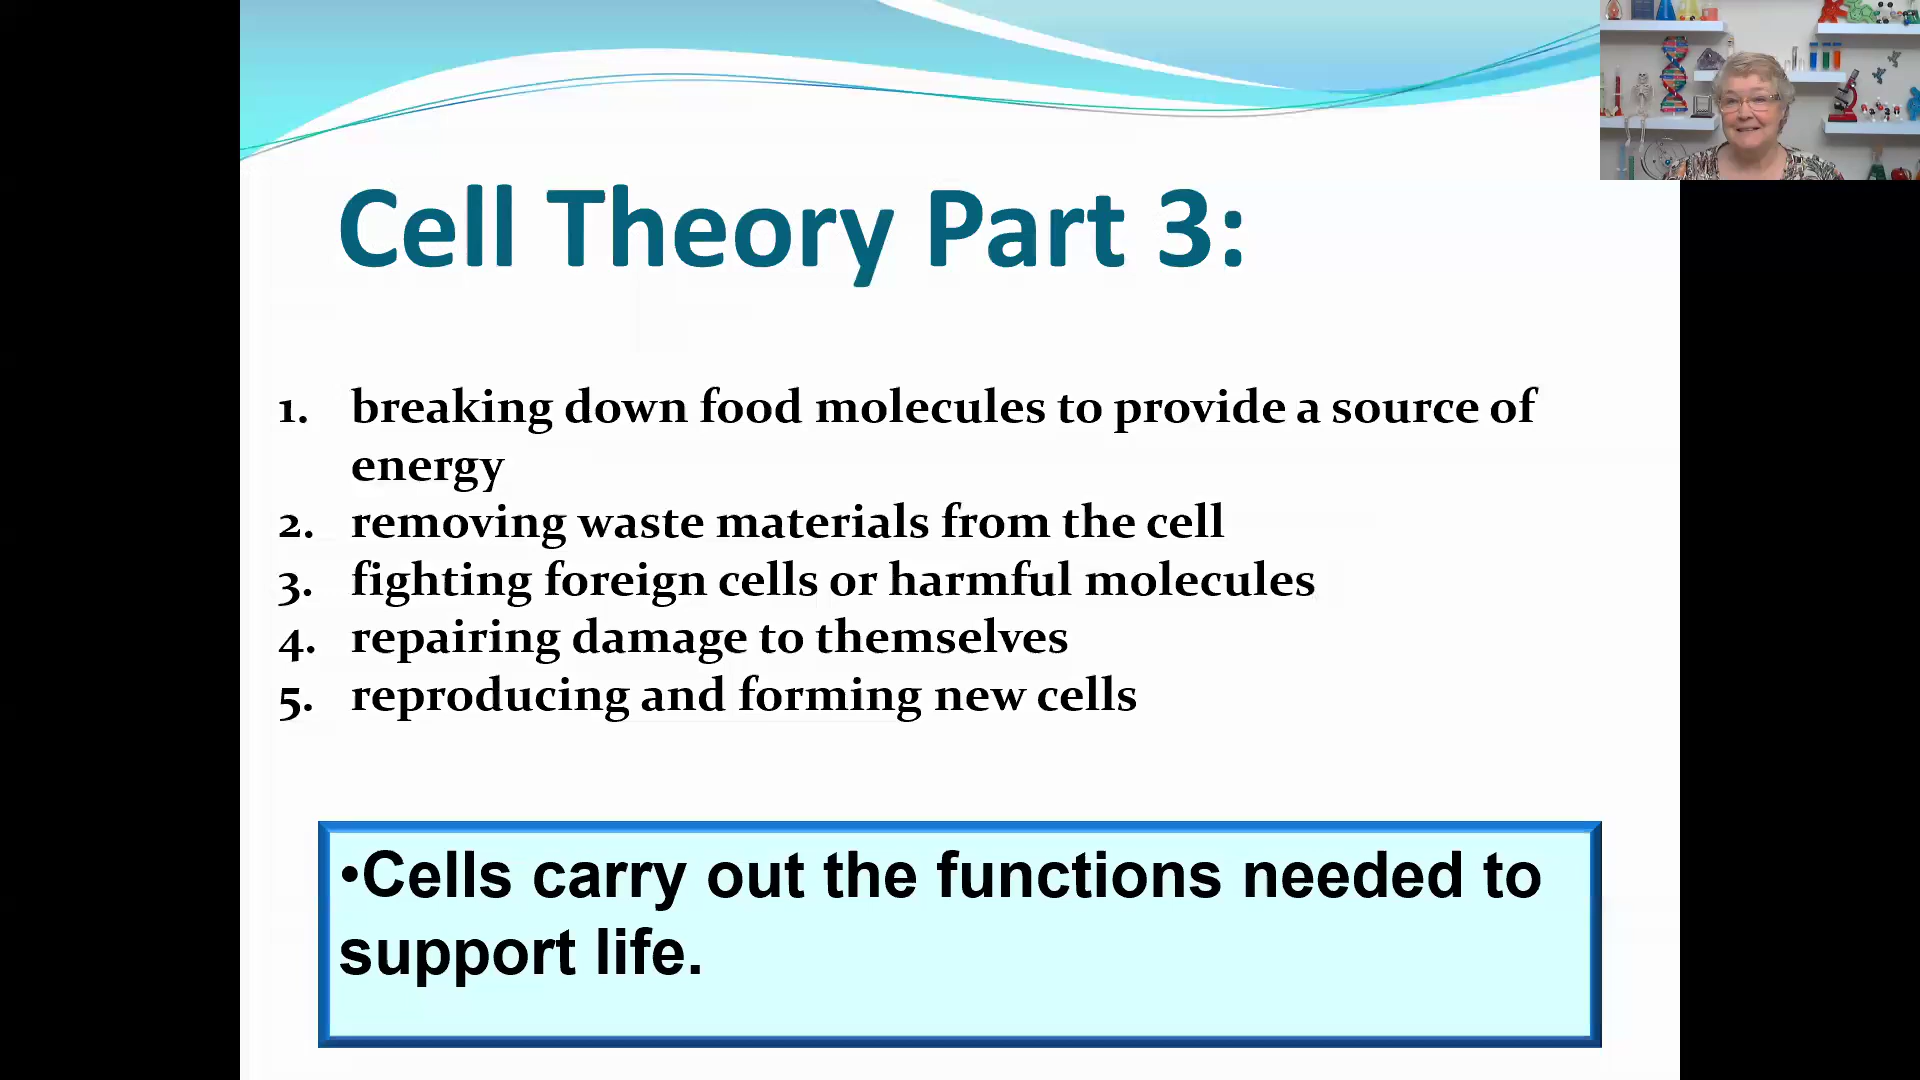 Cell Theory Part 3:
1. breaking down food molecules to provide a source of
energy
2. removing waste materials from the cell
3. fighting foreign cells or harmful molecules
4. repairing damage to themselves
5. reproducing and forming new cells
•Cells carry out the functions needed to
support life.